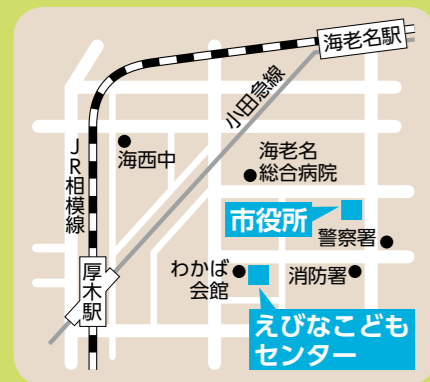 海老名駅
小田急線
JR相模線
海西中
海老名
総合病院
市役所
警察署
厚木駅
わかば
会館
消防署
えびなこども
センター